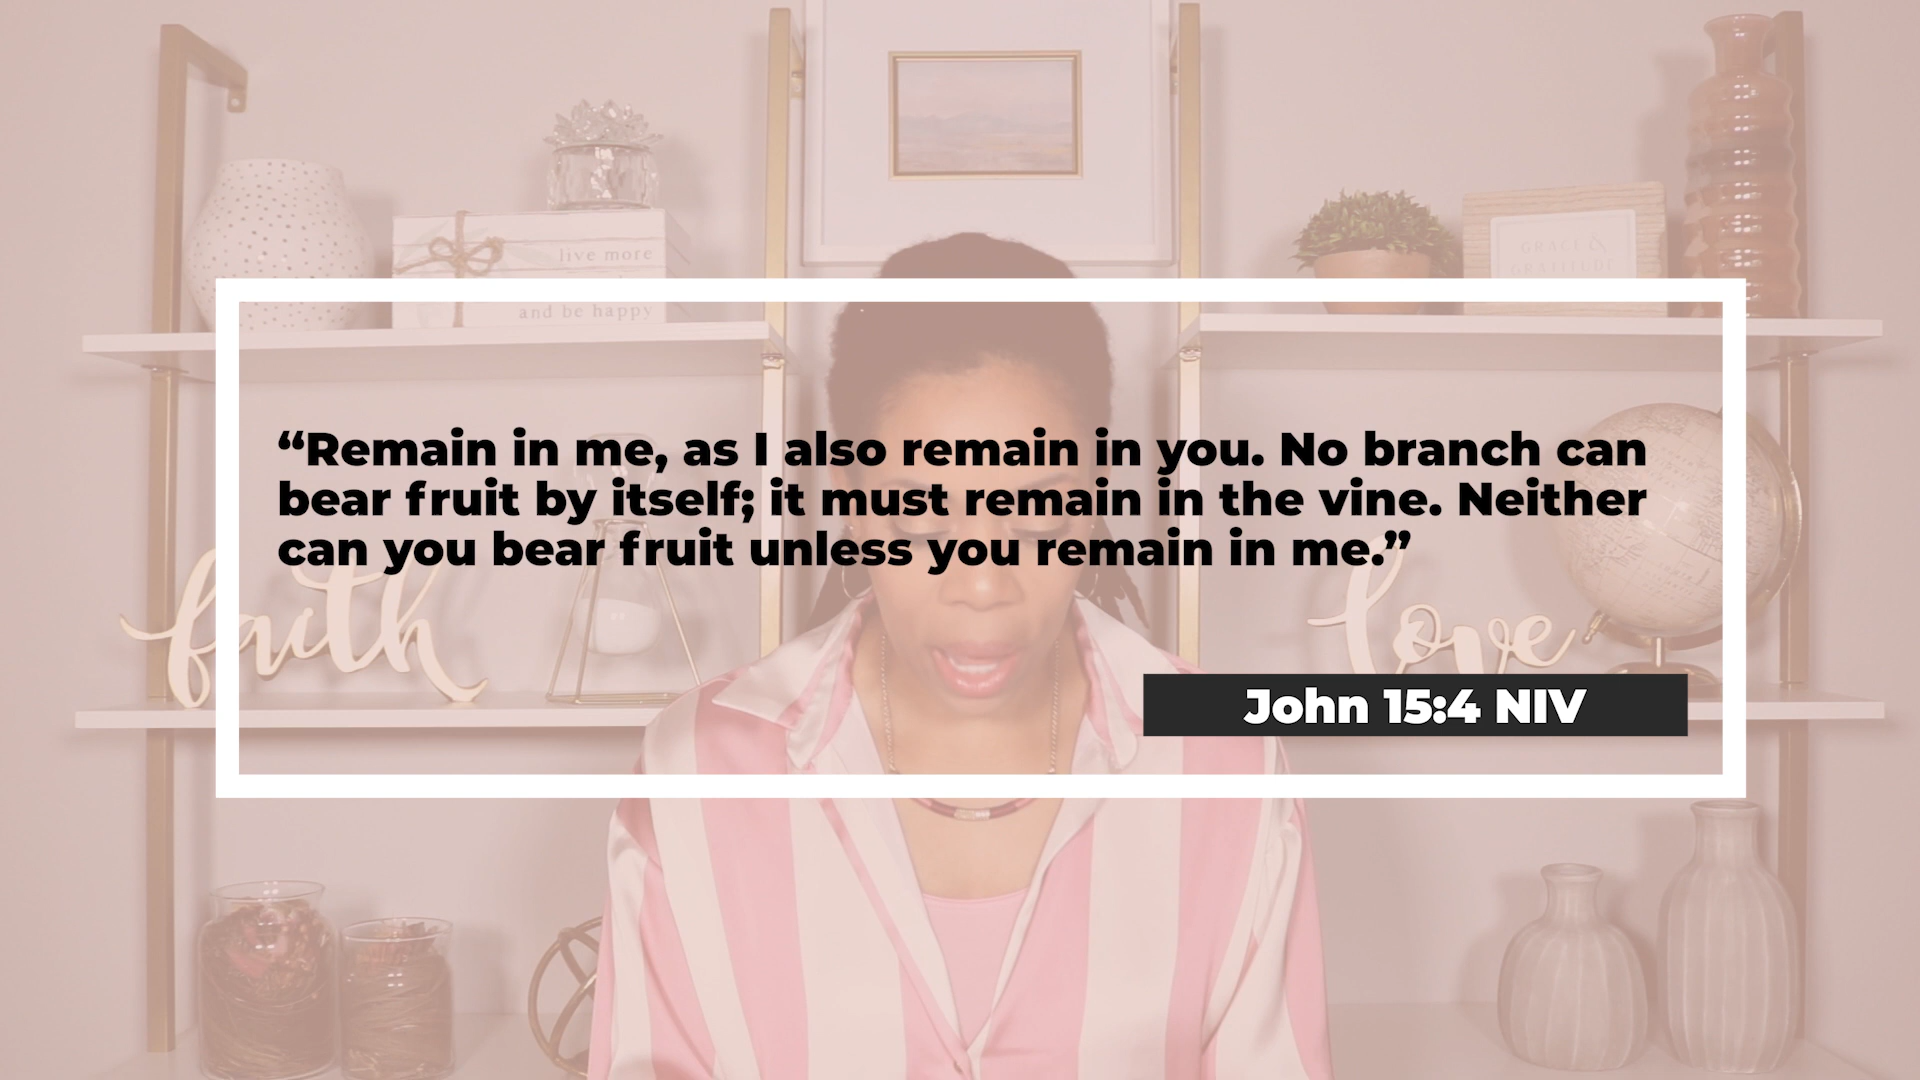 live more
and be happy
GRACE &
GRATITUDE
“Remain in me, as I also remain in you. No branch can
bear fruit by itself; it must remain in the vine. Neither
can you bear fruit unless you remain in me.”
faith
love
John 15:4 NIV